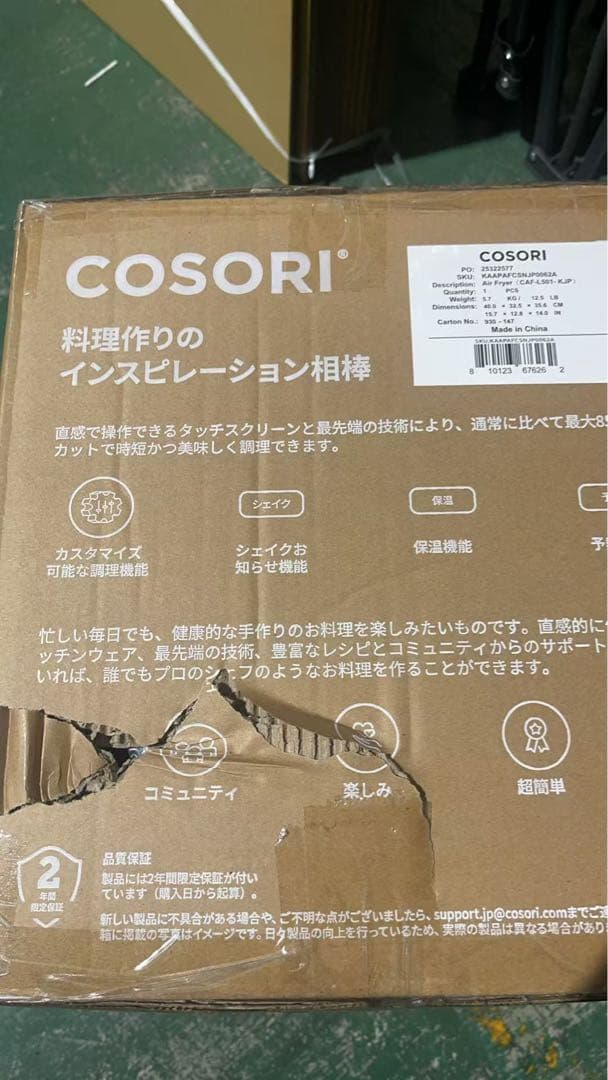 COSORI®
料理作りの
インスピレーション相棒
COSORI
PO: 25322577
SKU: KAAPAFCSNJP0062A
Description: Air Fryer (CAF-L501- KJP)
Quantity: 1 PCS
Weight: 5.7 KG / 12.5 LB
Dimensions: 40.0 × 32.5 × 35.6 CM
15.7 × 12.8 × 14.0 IN
Carton No.: 935 - 147
Made in China
SKU:KAAPAFCSNJP0062A
8 10123 67626 2
直感で操作できるタッチスクリーンと最先端の技術により、通常に比べて最大85
カットで時短かつ美味しく調理できます。
カスタマイズ
可能な調理機能
シェイク
シェイクお
知らせ機能
保温
保温機能
予
忙しい毎日でも、健康的な手作りのお料理を楽しみたいものです。直感的に
ッチンウェア、最先端の技術、豊富なレシピとコミュニティからのサポート
いれば、誰でもプロのシェフのようなお料理を作ることができます。
コミュニティ
楽しみ
超簡単
2
年間
限定保証
品質保証
製品には2年間限定保証が付い
ています(購入日から起算)。
新しい製品に不具合がある場合や、ご不明な点がございましたら、support.jp@cosori.comまでご
箱に掲載の写真はイメージです。日々製品の向上を行っているため、実際の製品は異なる場合があり